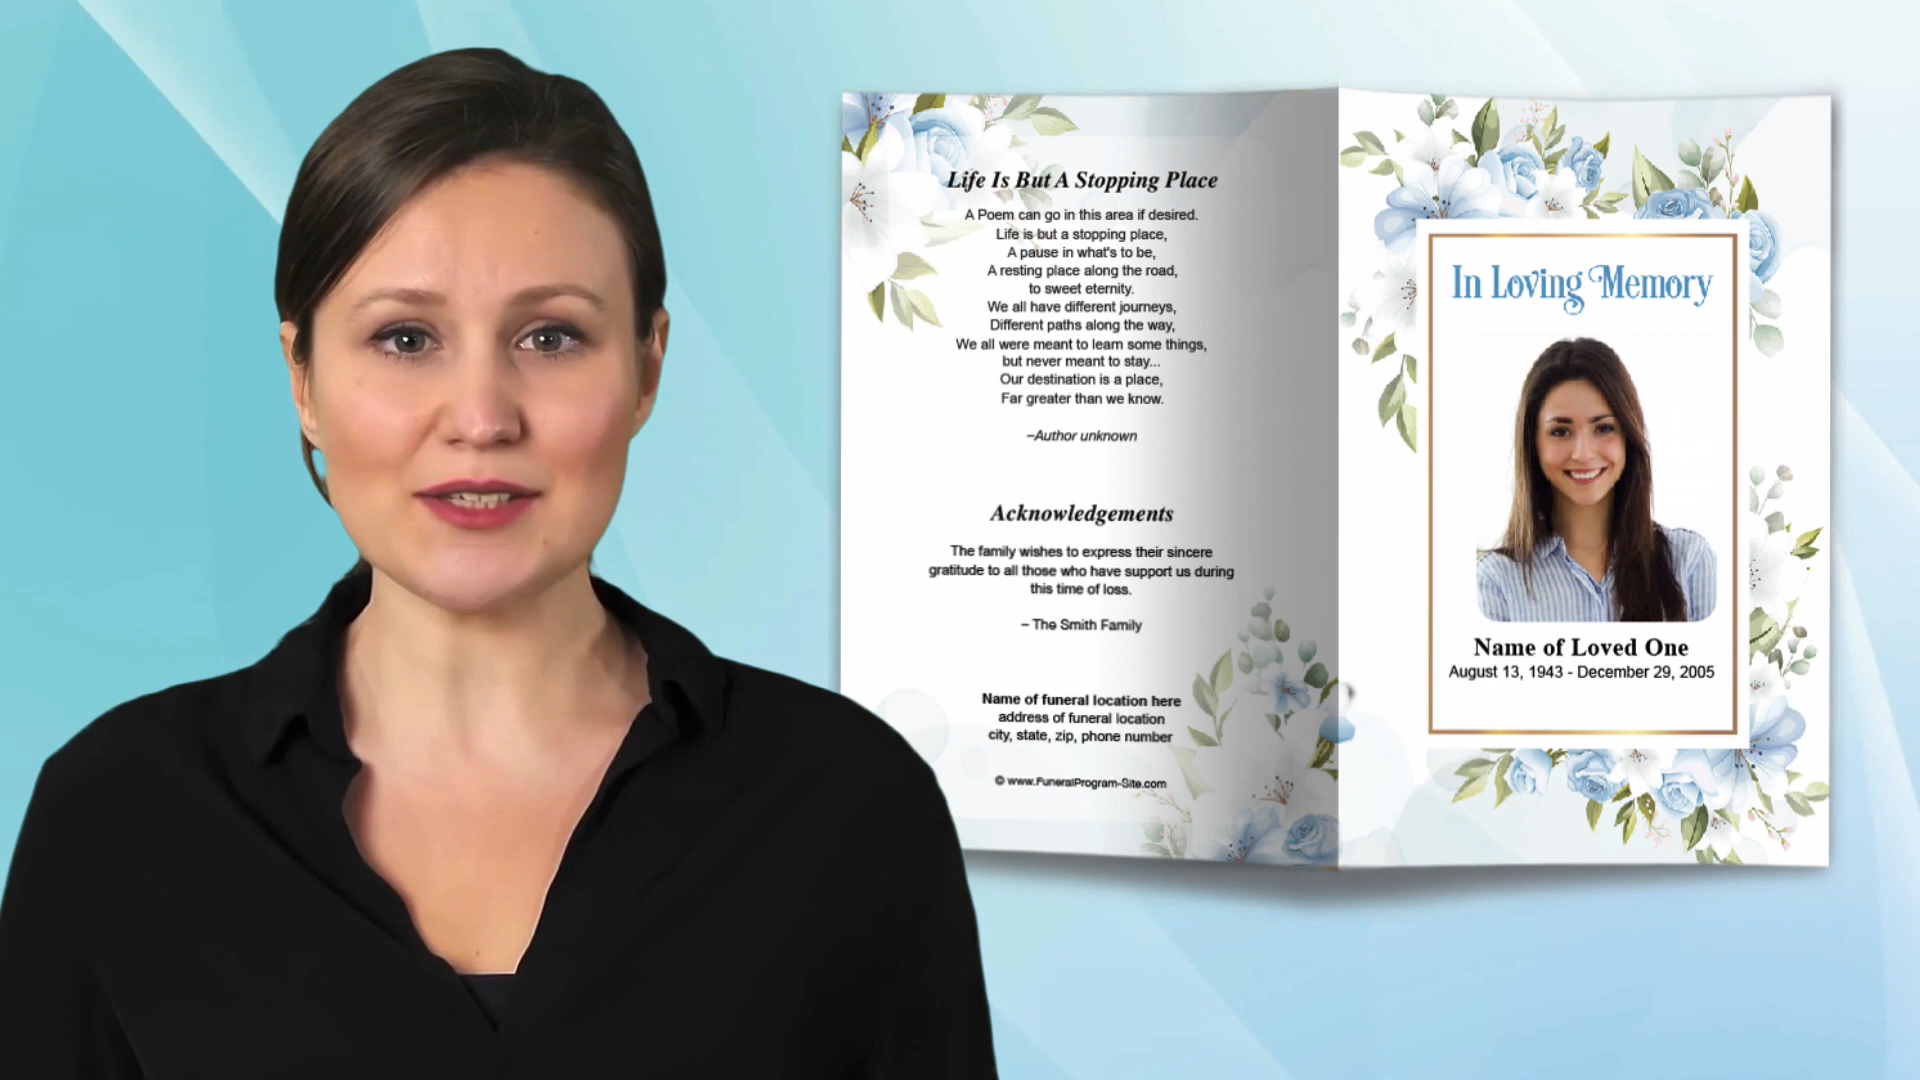 Life Is But A Stopping Place
A Poem can go in this area if desired.
Life is but a stopping place,
A pause in what's to be,
A resting place along the road,
to sweet eternity.
We all have different journeys,
Different paths along the way,
We all were meant to learn some things,
but never meant to stay...
Our destination is a place,
Far greater than we know.
–Author unknown
Acknowledgements
The family wishes to express their sincere
gratitude to all those who have support us during
this time of loss.
– The Smith Family
Name of funeral location here
address of funeral location
city, state, zip, phone number
© www.FuneralProgram-Site.com
In Loving Memory
Name of Loved One
August 13, 1943 - December 29, 2005